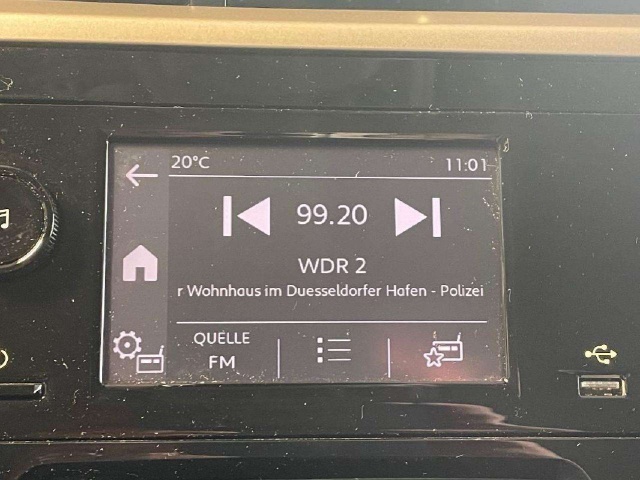 20°C 11:01
99.20
WDR 2
r Wohnhaus im Duesseldorfer Hafen - Polizei
QUELLE
FM